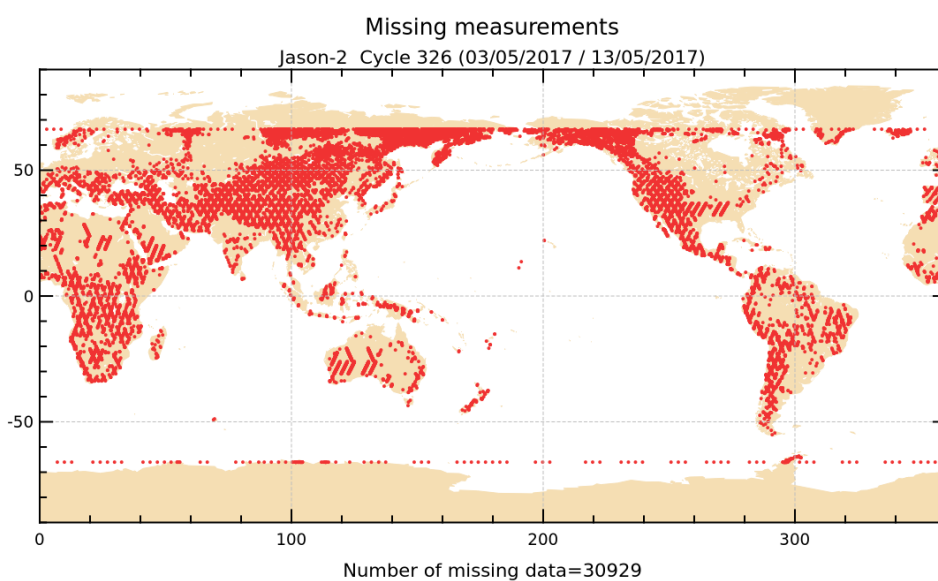 Missing measurements
Jason-2 Cycle 326 (03/05/2017 / 13/05/2017)
50
0
-50
0 100 200 300
Number of missing data=30929